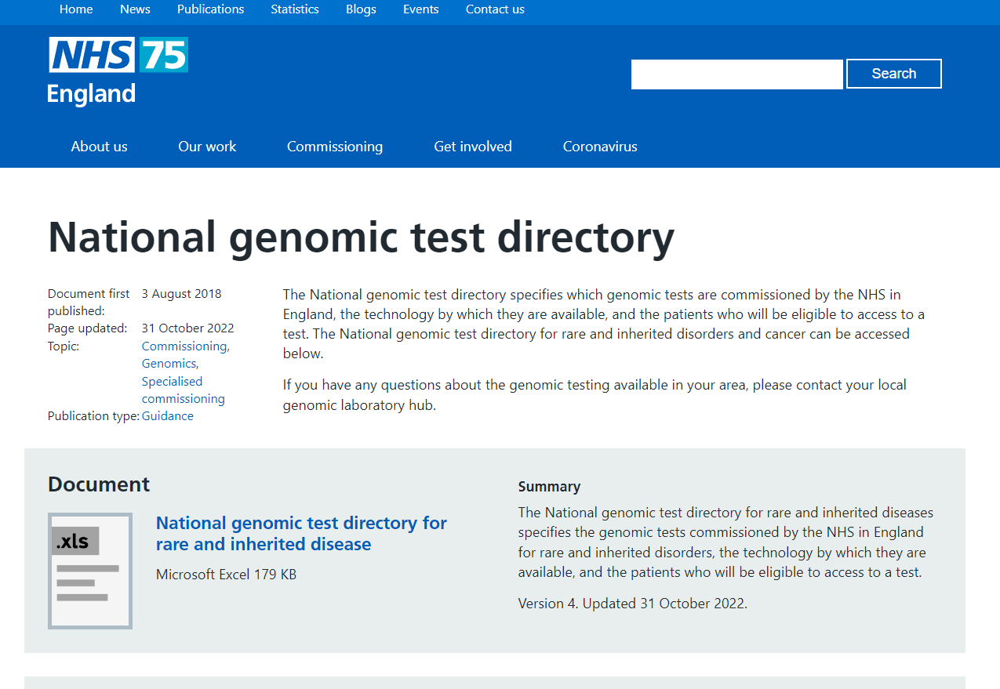 Home News Publications Statistics Blogs Events Contact us
NHS 75
England
Search
About us Our work Commissioning Get involved Coronavirus
National genomic test directory
Document first published: 3 August 2018
Page updated: 31 October 2022
Topic: Commissioning,
Genomics,
Specialised
commissioning
Publication type: Guidance
The National genomic test directory specifies which genomic tests are commissioned by the NHS in
England, the technology by which they are available, and the patients who will be eligible to access to a
test. The National genomic test directory for rare and inherited disorders and cancer can be accessed
below.
If you have any questions about the genomic testing available in your area, please contact your local
genomic laboratory hub.
Document
.xls
National genomic test directory for
rare and inherited disease
Microsoft Excel 179 KB
Summary
The National genomic test directory for rare and inherited diseases
specifies the genomic tests commissioned by the NHS in England
for rare and inherited disorders, the technology by which they are
available, and the patients who will be eligible to access to a test.
Version 4. Updated 31 October 2022.